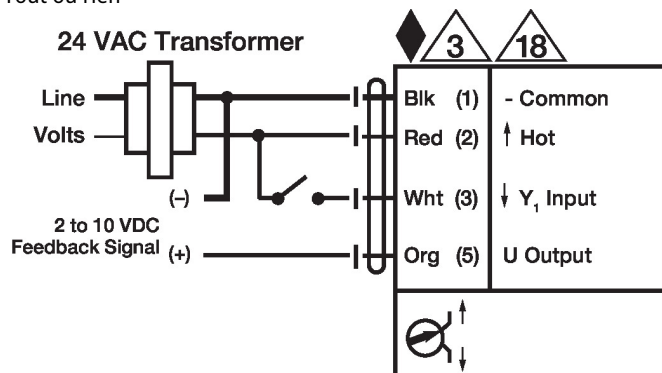 Tout ou rien
24 VAC Transformer
3
18
Line
Volts
Blk (1) - Common
Red (2) Hot
(–)
Wht (3) Y₁ Input
2 to 10 VDC
Feedback Signal (+)
Org (5) U Output